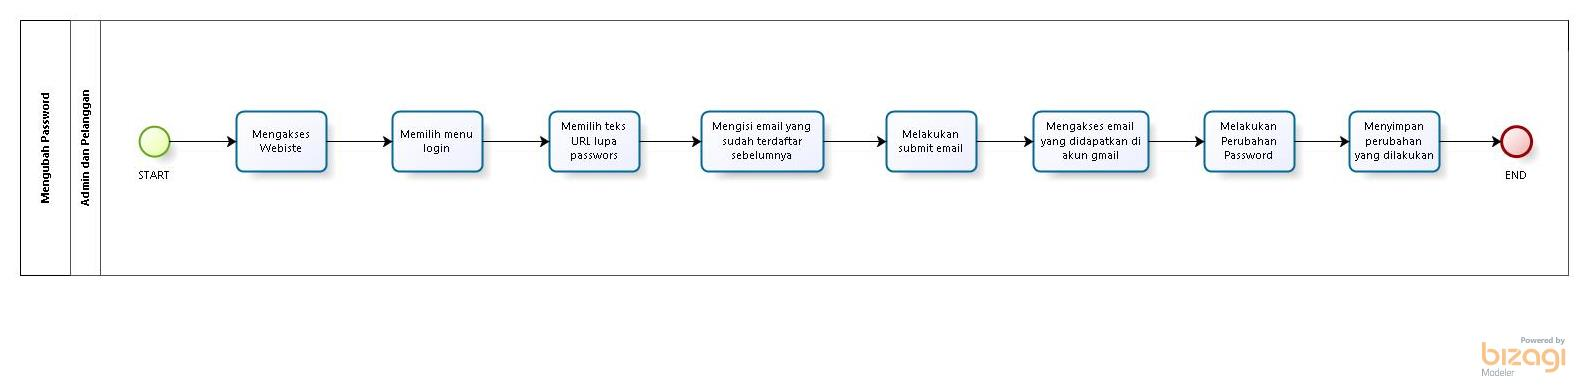 Mengubah Password
Admin dan Pelanggan
START
Mengakses
Webiste
Memilih menu
login
Memilih teks
URL lupa
passwors
Mengisi email yang
sudah terdaftar
sebelumnya
Melakukan
submit email
Mengakses email
yang didapatkan di
akun gmail
Melakukan
Perubahan
Password
Menyimpan
perubahan
yang dilakukan
END
Powered by
bizagi
Modeler